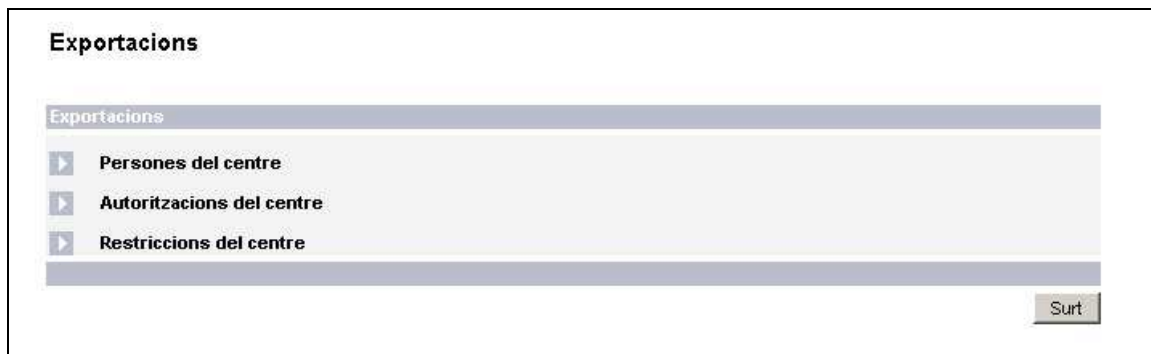 Exportacions
Exportacions
Persones del centre
Autoritzacions del centre
Restriccions del centre
Surt